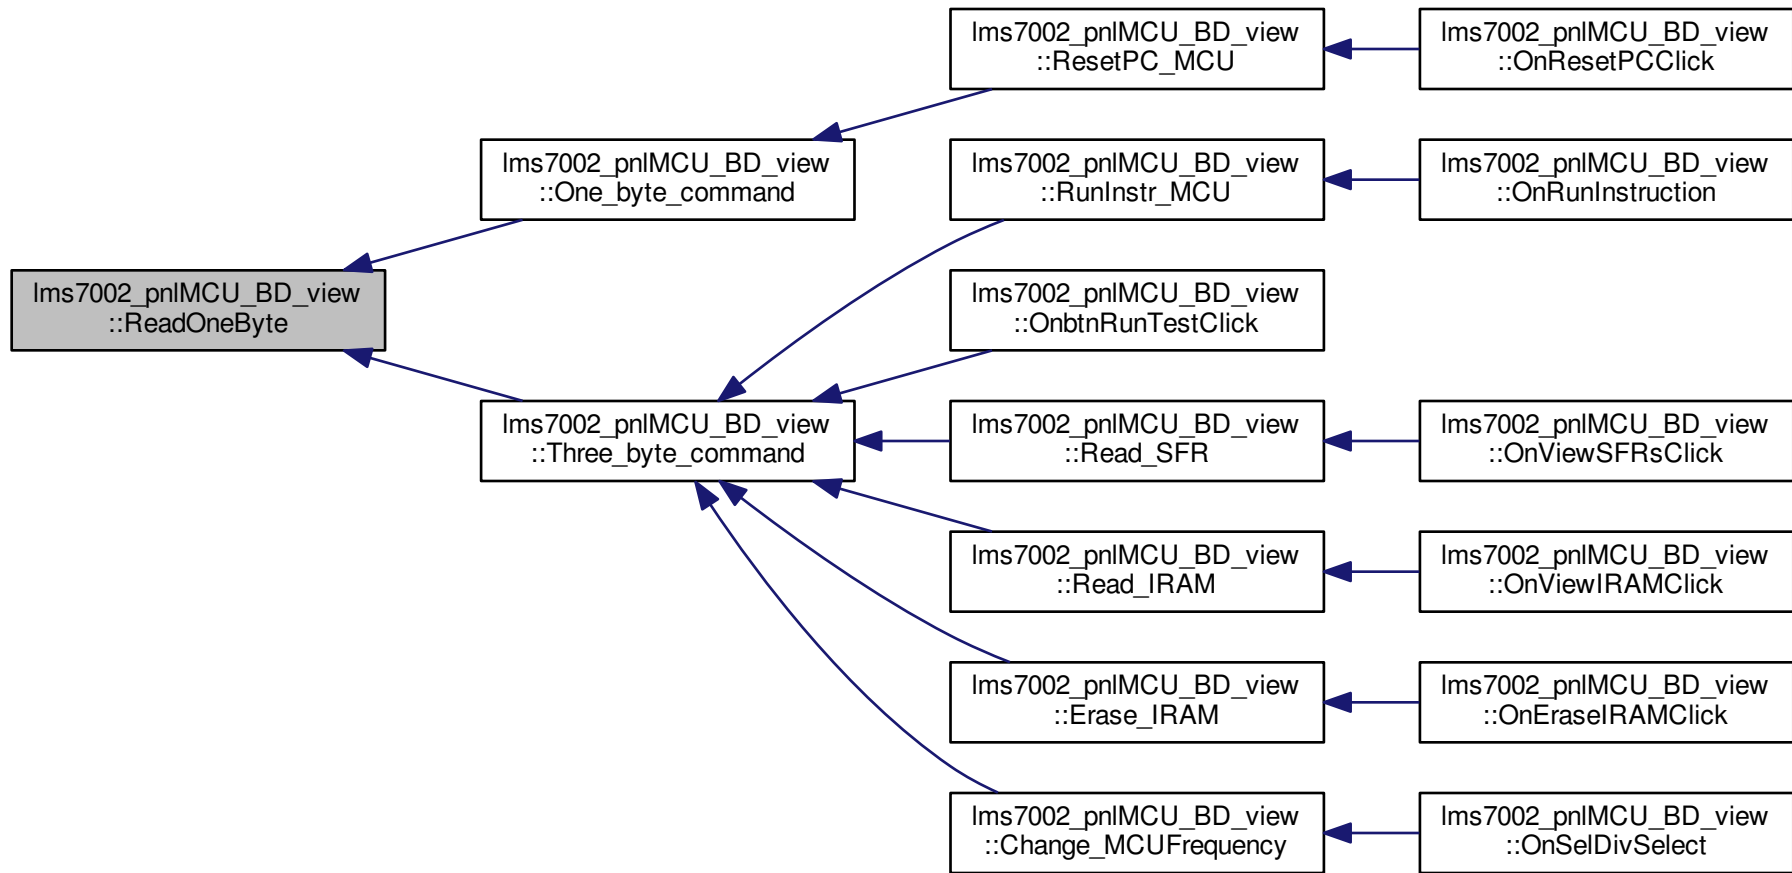 lms7002_pnlMCU_BD_view
::ResetPC_MCU
lms7002_pnlMCU_BD_view
::OnResetPCClick
lms7002_pnlMCU_BD_view
::One_byte_command
lms7002_pnlMCU_BD_view
::RunInstr_MCU
lms7002_pnlMCU_BD_view
::OnRunInstruction
lms7002_pnlMCU_BD_view
::ReadOneByte
lms7002_pnlMCU_BD_view
::OnbtnRunTestClick
lms7002_pnlMCU_BD_view
::Three_byte_command
lms7002_pnlMCU_BD_view
::Read_SFR
lms7002_pnlMCU_BD_view
::OnViewSFRsClick
lms7002_pnlMCU_BD_view
::Read_IRAM
lms7002_pnlMCU_BD_view
::OnViewIRAMClick
lms7002_pnlMCU_BD_view
::Erase_IRAM
lms7002_pnlMCU_BD_view
::OnEraseIRAMClick
lms7002_pnlMCU_BD_view
::Change_MCUFrequency
lms7002_pnlMCU_BD_view
::OnSelDivSelect